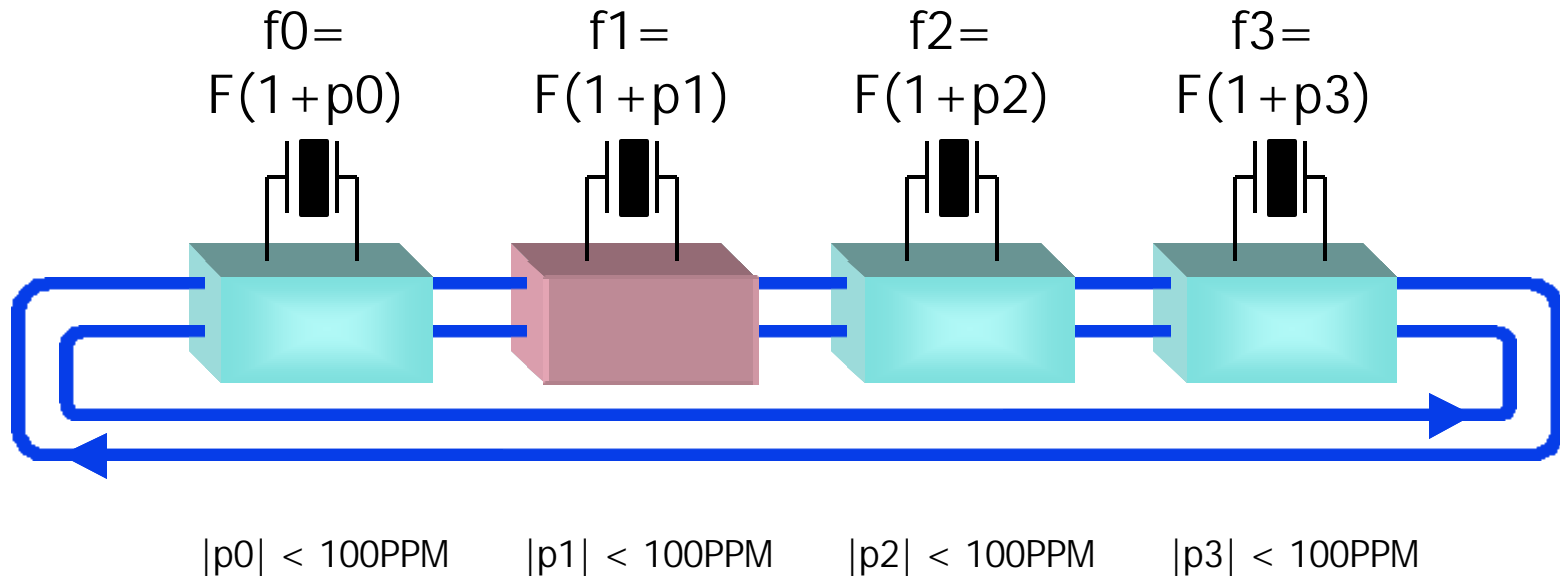 f0= f1= f2= f3=
F(1+p0) F(1+p1) F(1+p2) F(1+p3)
|p0| < 100PPM |p1| < 100PPM |p2| < 100PPM |p3| < 100PPM